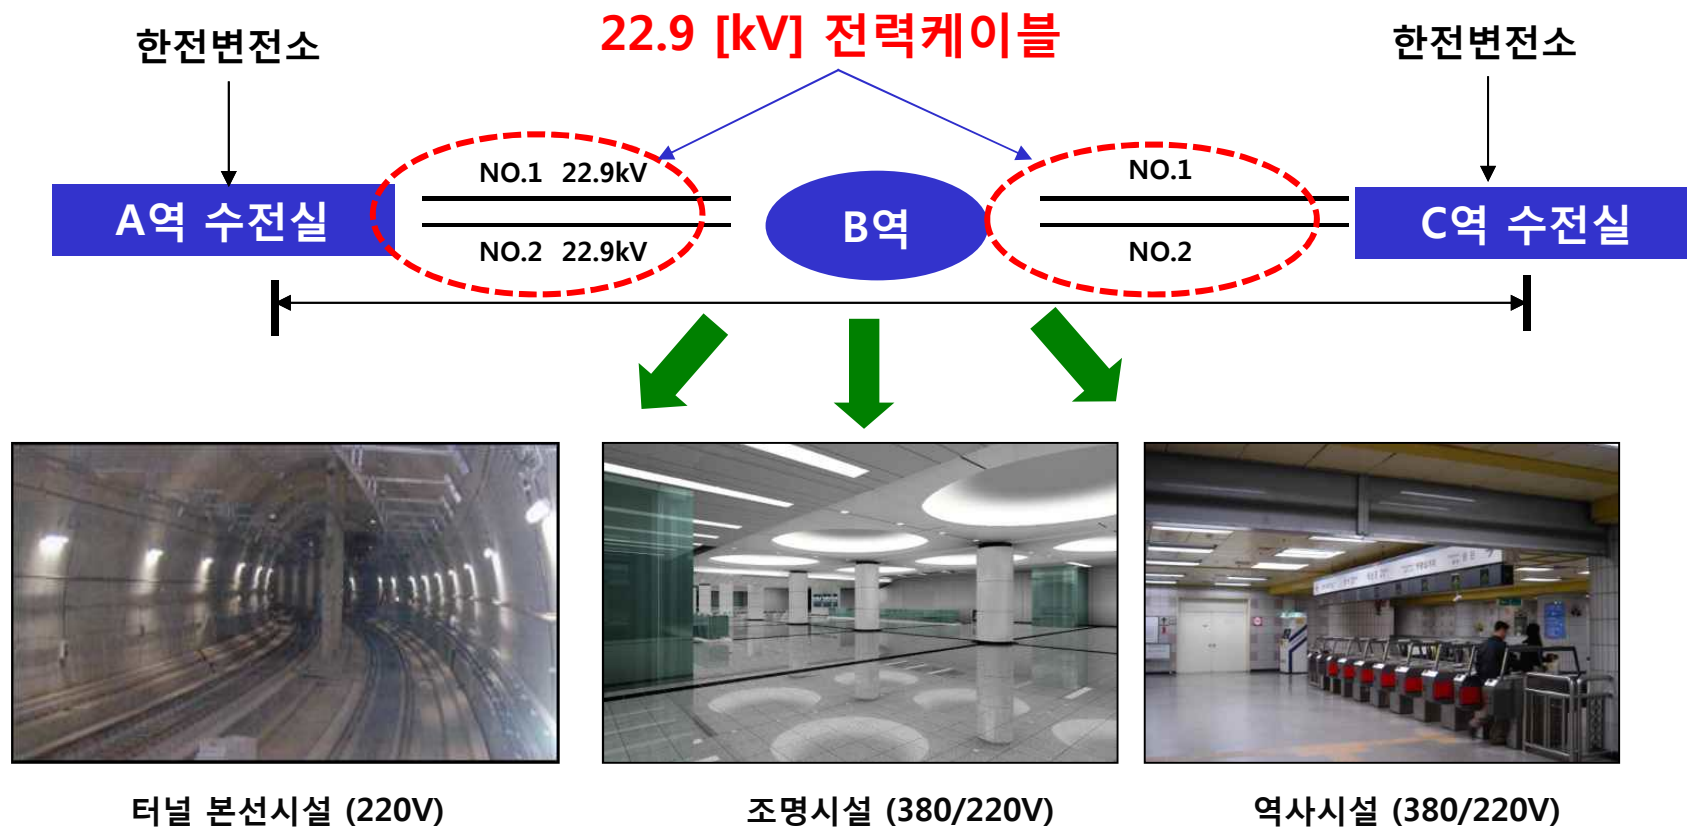 22.9 [kV] 전력케이블
한전변전소
한전변전소
NO.1 22.9kV
NO.1
A역 수전실
B역
C역 수전실
NO.2 22.9kV
NO.2
터널 본선시설 (220V)
조명시설 (380/220V)
역사시설 (380/220V)